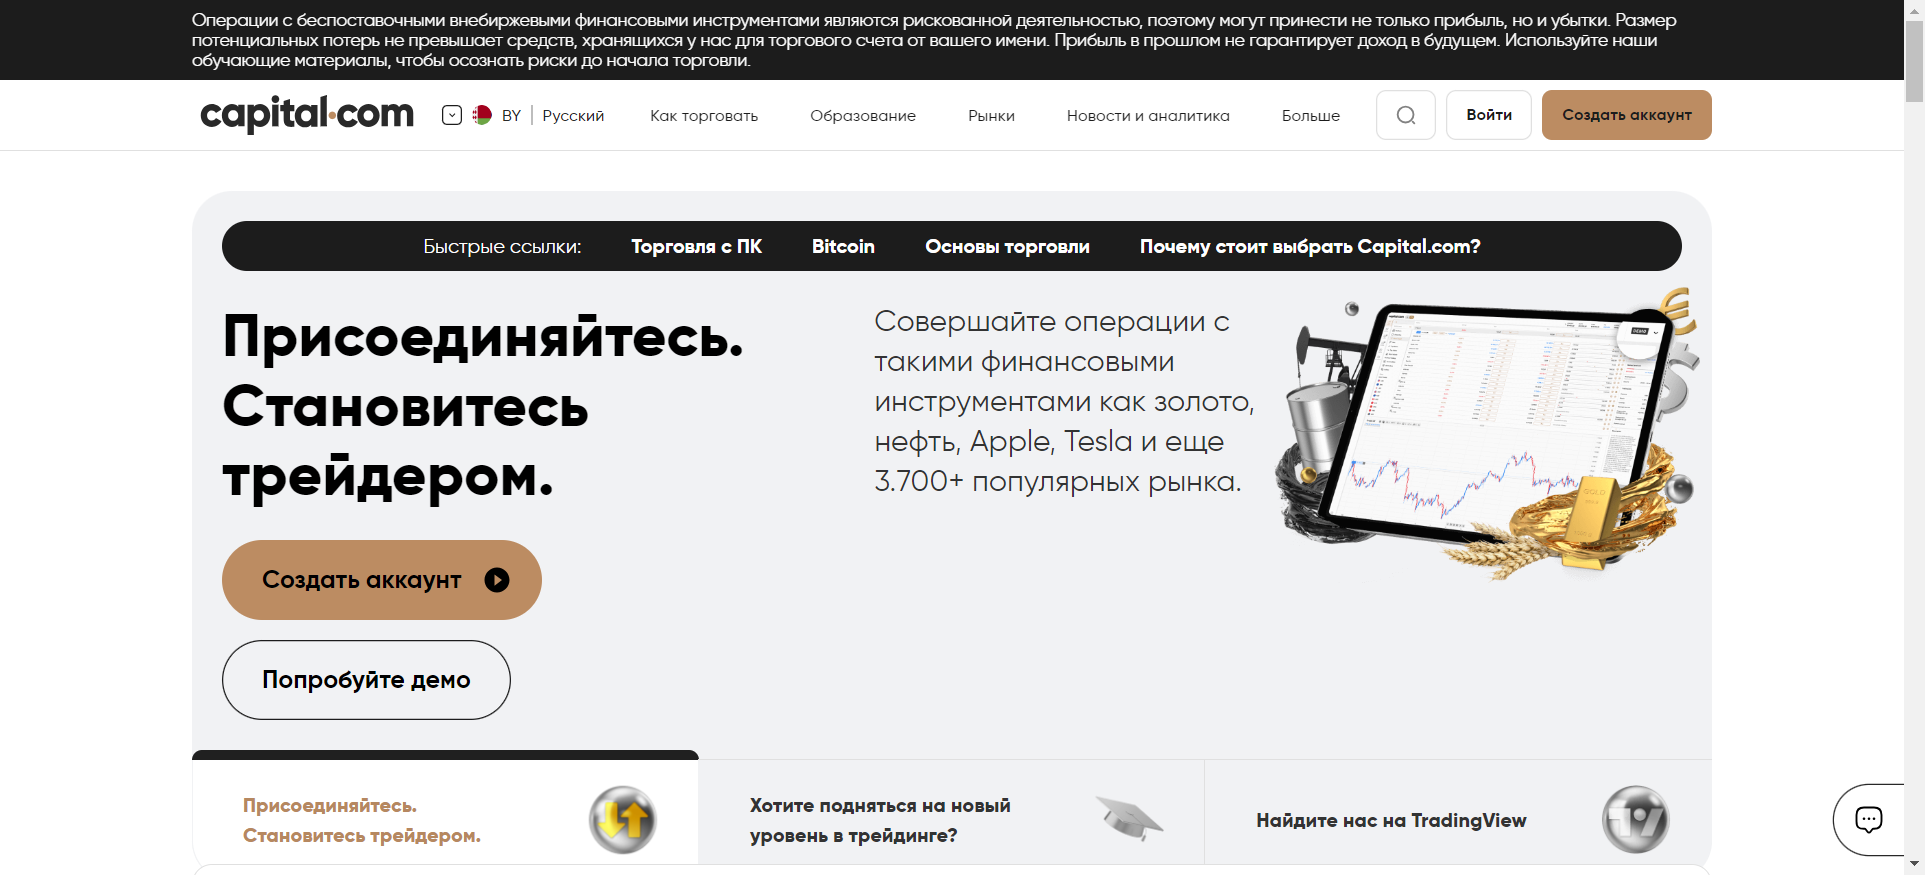 Операции с беспоставочными внебиржевыми финансовыми инструментами являются рискованной деятельностью, поэтому могут принести не только прибыль, но и убытки. Размер
потенциальных потерь не превышает средств, хранящихся у нас для торгового счета от вашего имени. Прибыль в прошлом не гарантирует доход в будущем. Используйте наши
обучающие материалы, чтобы осознать риски до начала торговли.
capital.com BY Русский Как торговать Образование Рынки Новости и аналитика Больше Войти Создать аккаунт
Быстрые ссылки: Торговля с ПК Bitcoin Основы торговли Почему стоит выбрать Capital.com?
Присоединяйтесь.
Становитесь
трейдером.
Совершайте операции с
такими финансовыми
инструментами как золото,
нефть, Apple, Tesla и еще
3.700+ популярных рынка.
GOLD
Создать аккаунт
Попробуйте демо
Присоединяйтесь.
Становитесь трейдером.
Хотите подняться на новый
уровень в трейдинге?
Найдите нас на TradingView